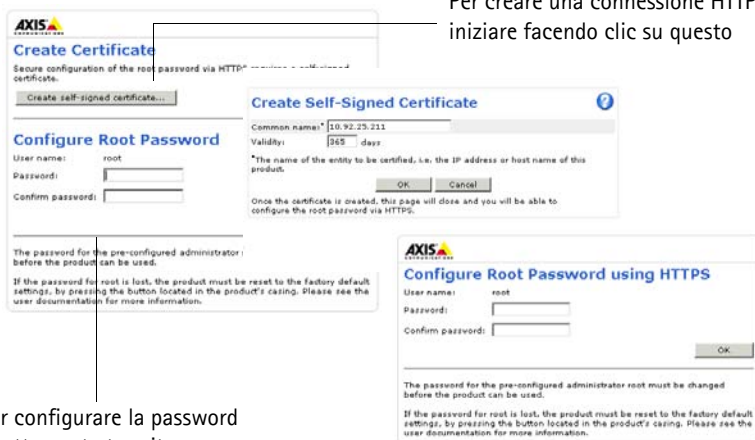 Per creare una connessione HTTP
iniziare facendo clic su questo
AXIS
COMMUNICATIONS
Create Certificate
Secure configuration of the root password via HTTPS requires a self-signed
certificate.
Create self-signed certificate...
Configure Root Password
User name: root
Password:
Confirm password:
The password for the pre-configured administrator
before the product can be used.
If the password for root is lost, the product must be reset to the factory default
settings, by pressing the button located in the product's casing. Please see the
user documentation for more information.
Create Self-Signed Certificate
?
Common name:* 10.92.25.211
Validity: 365 days
*The name of the entity to be certified, i.e. the IP address or host name of this
product.
OK Cancel
Once the certificate is created, this page will close and you will be able to
configure the root password via HTTPS.
AXIS
COMMUNICATIONS
Configure Root Password using HTTPS
User name: root
Password:
Confirm password:
OK
The password for the pre-configured administrator root must be changed
before the product can be used.
If the password for root is lost, the product must be reset to the factory default
settings, by pressing the button located in the product's casing. Please see the
user documentation for more information.
r configurare la password